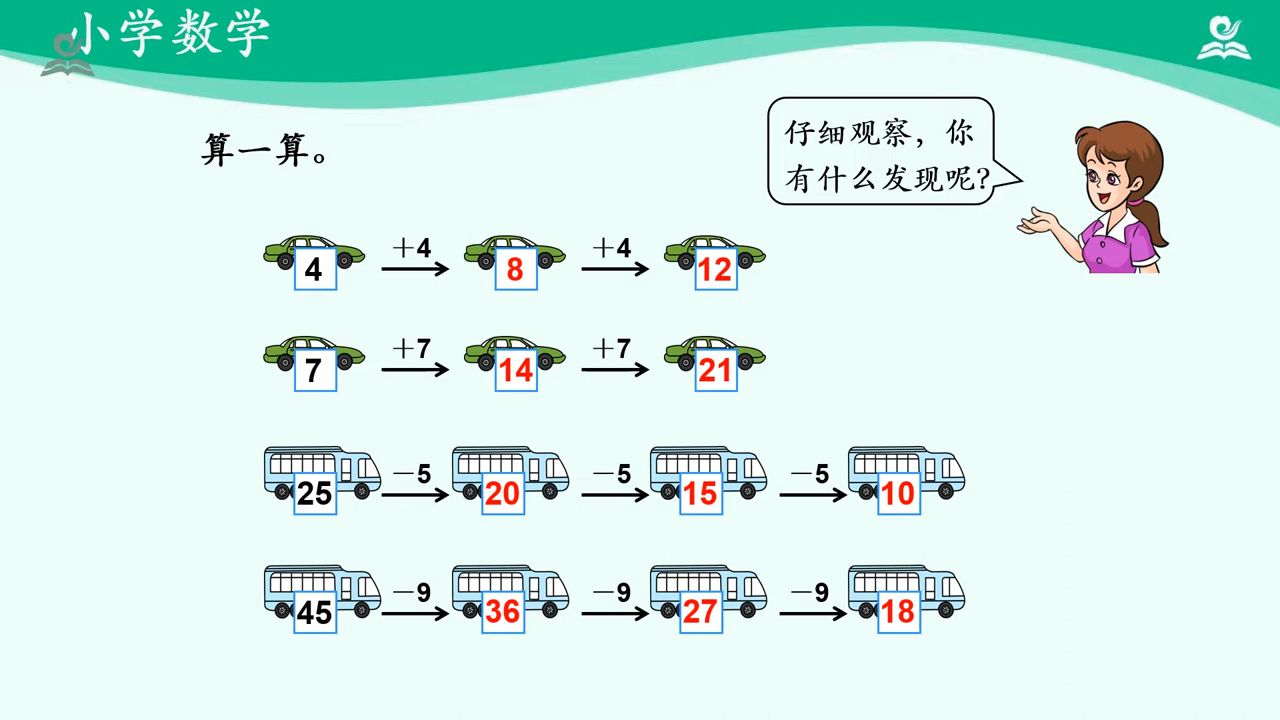 小学数学
算一算。
仔细观察，你
有什么发现呢?
+4 +4
4 8 12
+7 +7
7 14 21
－5 －5 －5
25 20 15 10
－9 －9 －9
45 36 27 18